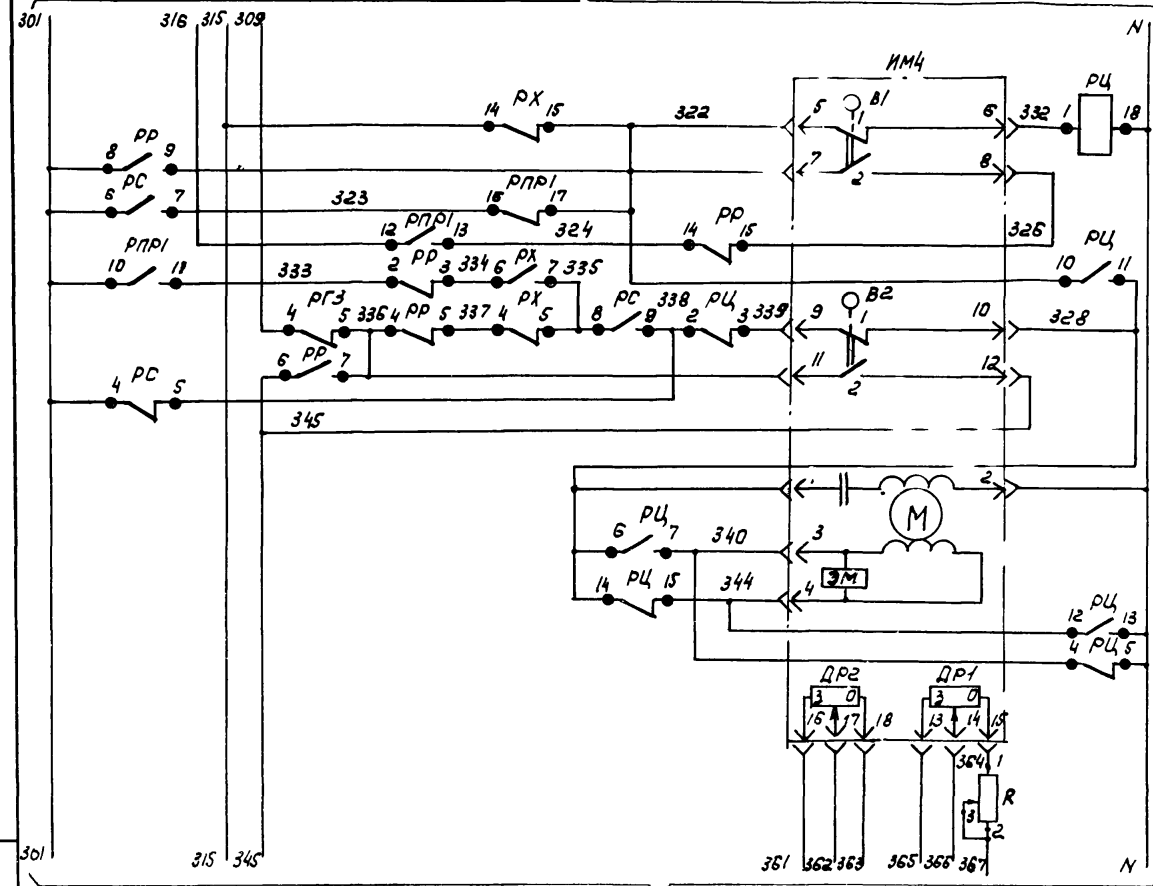 301 316 315 309 N
ИМ4
РХ 14 15 322 5 В1 1 6 332 1 РЦ 18
РР 8 9 7 2 8
РС 6 7 323 РПР1 16 17
РПР1 12 13 324 РР 14 15 326
РПР1 10 11 333 РР 2 3 334 РХ 6 7 335 РЦ 10 11
РГ3 4 5 336 РР 4 5 337 РХ 4 5 РС 8 9 338 РЦ 2 3 339 9 В2 1 10 328
РР 6 7 11 2 12
РС 4 5
345
2
М
РЦ 6 7 340 3
ЭМ
РЦ 14 15 344 4
РЦ 12 13
РЦ 4 5
ДР2 ДР1
3 0 3 0
16 17 18 13 14 15
364 1
R
3
2
301 315 345 361 362 363 365 366 367 N